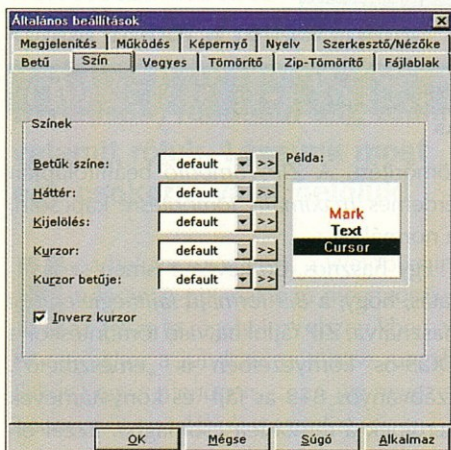 Általános beállítások
Megjelenítés Működés Képernyő Nyelv Szerkesztő/Nézőke
Betű Szín Vegyes Tömörítő Zip-Tömörítő Fájlablak
Színek
Betűk színe: default >>
Háttér: default >>
Kijelölés: default >>
Kurzor: default >>
Kurzor betűje: default >>
Példa:
Mark
Text
Cursor
Inverz kurzor
OK Mégse Súgó Alkalmaz